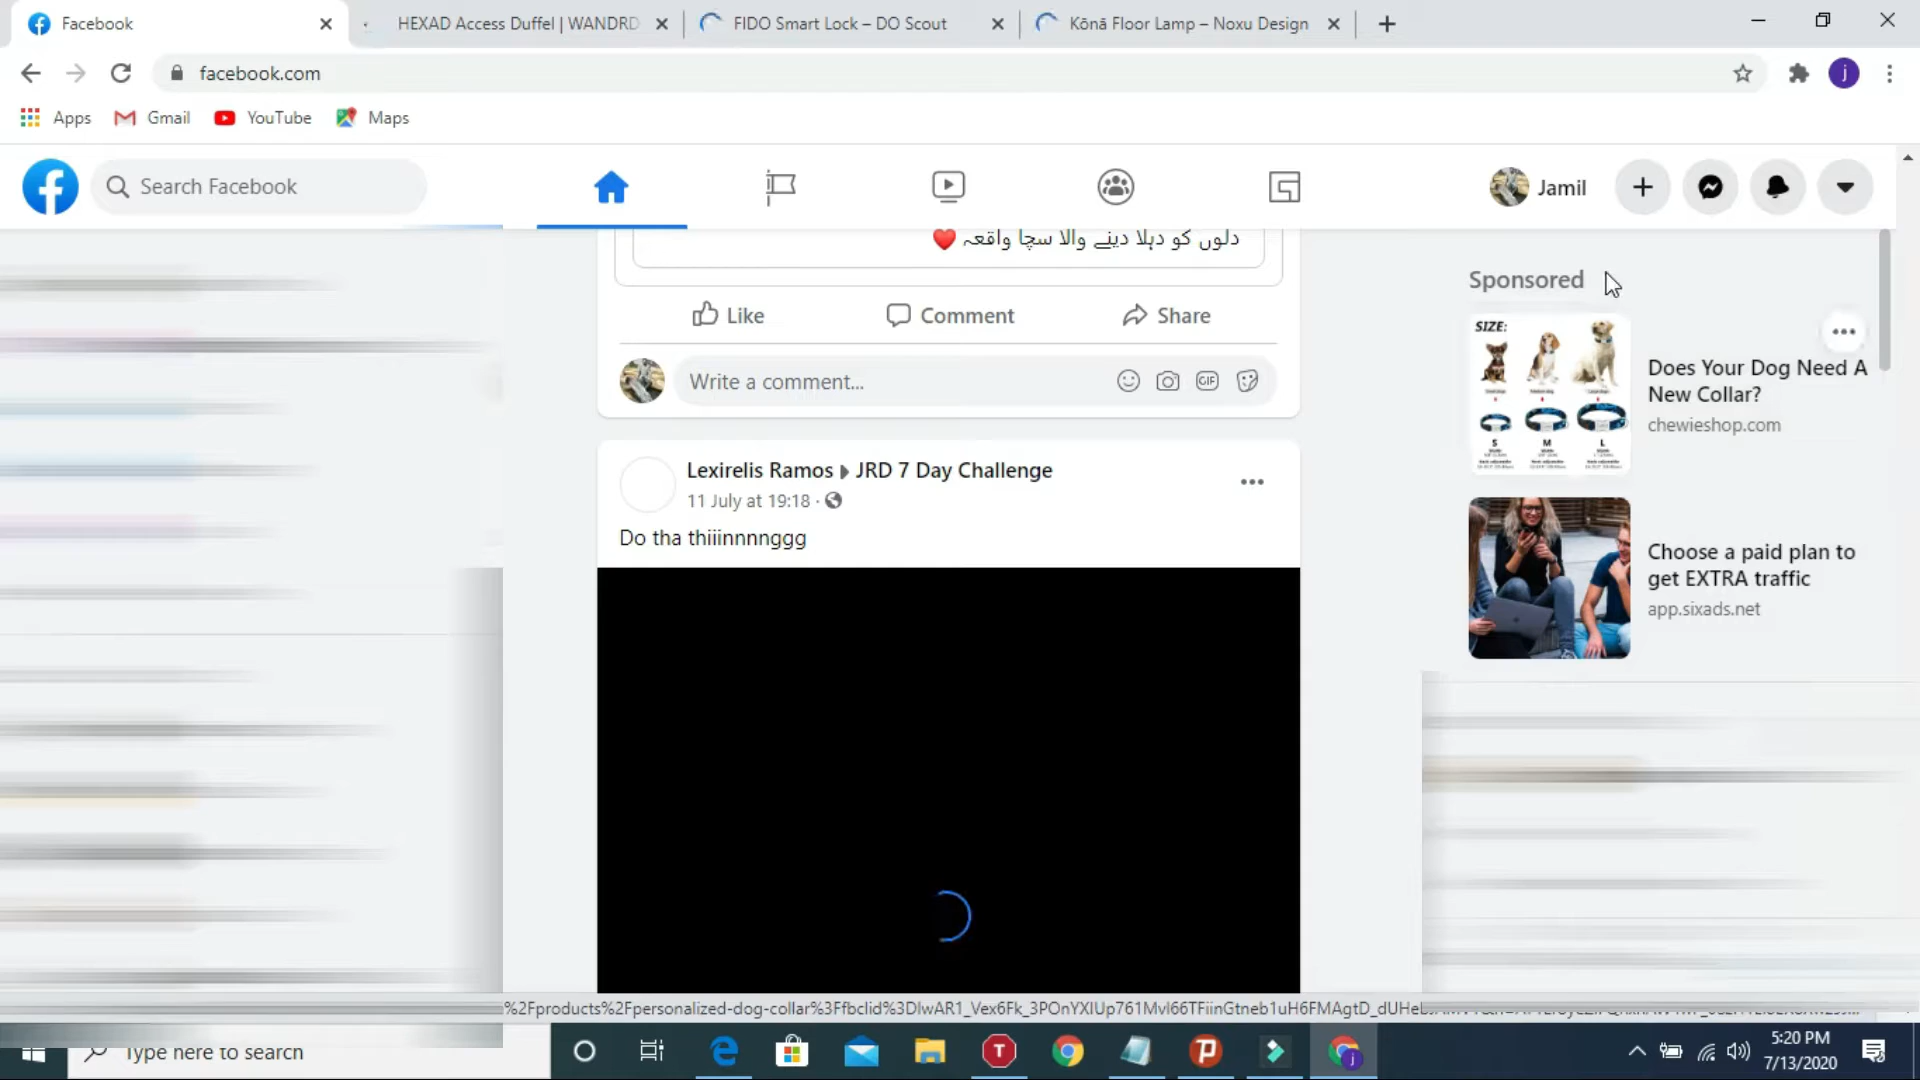 Facebook
HEXAD Access Duffel | WANDRD
FIDO Smart Lock – DO Scout
Kōnā Floor Lamp – Noxu Design
j
facebook.com
Apps
Gmail
YouTube
Maps
Search Facebook
Jamil
دلوں کو دہلا دینے والا سچا واقعہ ❤️
Like
Comment
Share
Write a comment...
GIF
Lexirelis Ramos
JRD 7 Day Challenge
11 July at 19:18 ·
Do tha thiiinnnnggg
Sponsored
SIZE:
S
M
L
Does Your Dog Need A
New Collar?
chewieshop.com
Choose a paid plan to
get EXTRA traffic
app.sixads.net
Type here to search
5:20 PM
7/13/2020